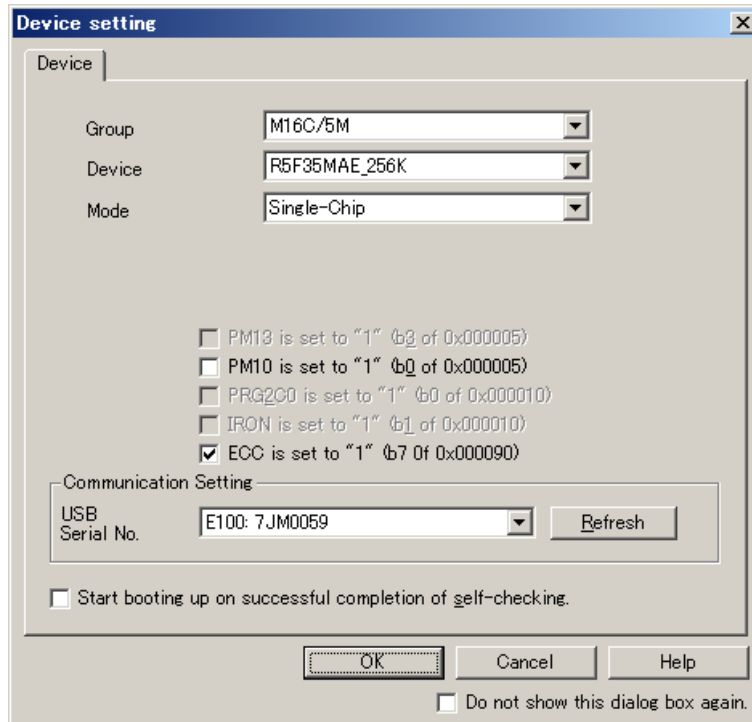 Device setting
Device
Group M16C/5M
Device R5F35MAE_256K
Mode Single-Chip
PM13 is set to "1" (b3 of 0x000005)
PM10 is set to "1" (b0 of 0x000005)
PRG2C0 is set to "1" (b0 of 0x000010)
IRON is set to "1" (b1 of 0x000010)
ECC is set to "1" (b7 0f 0x000090)
Communication Setting
USB
Serial No. E100: 7JM0059 Refresh
Start booting up on successful completion of self-checking.
OK Cancel Help
Do not show this dialog box again.